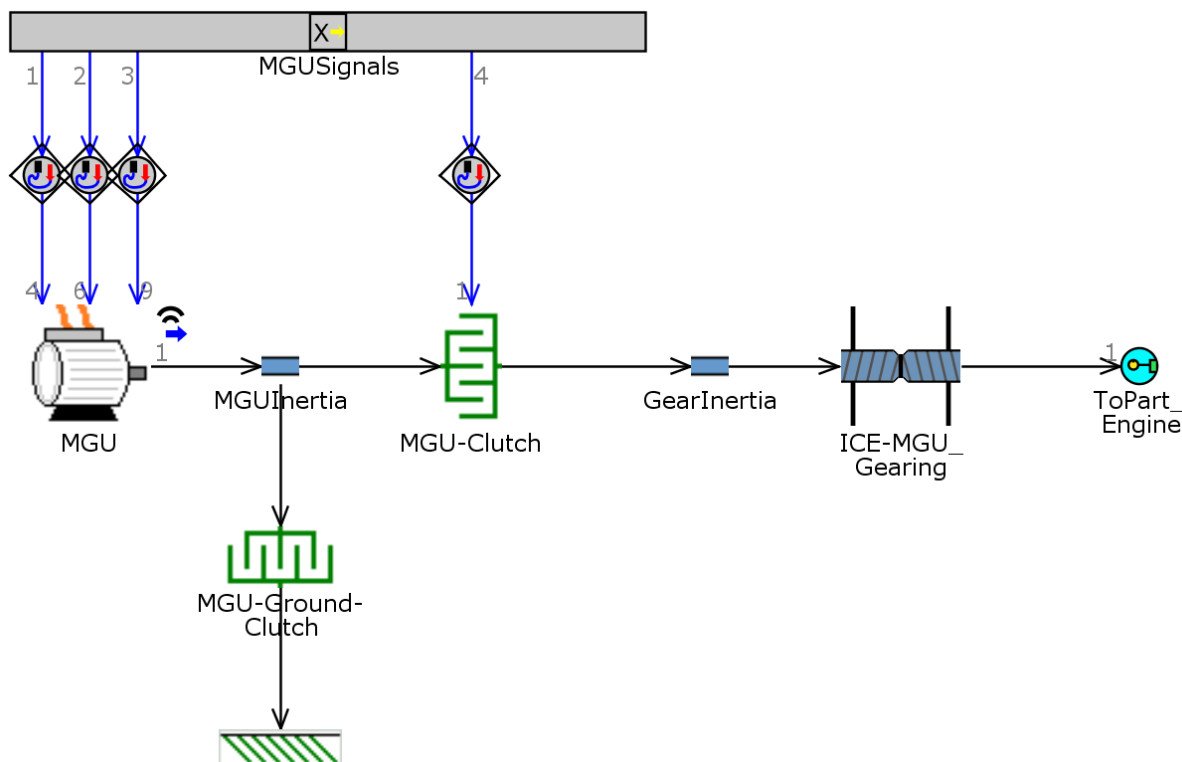 X
MGUSignals
1
2
3
4
4
6
9
1
1
1
MGUInertia
GearInertia
MGU
MGU-Clutch
ICE-MGU_
Gearing
ToPart_
Engine
MGU-Ground-
Clutch